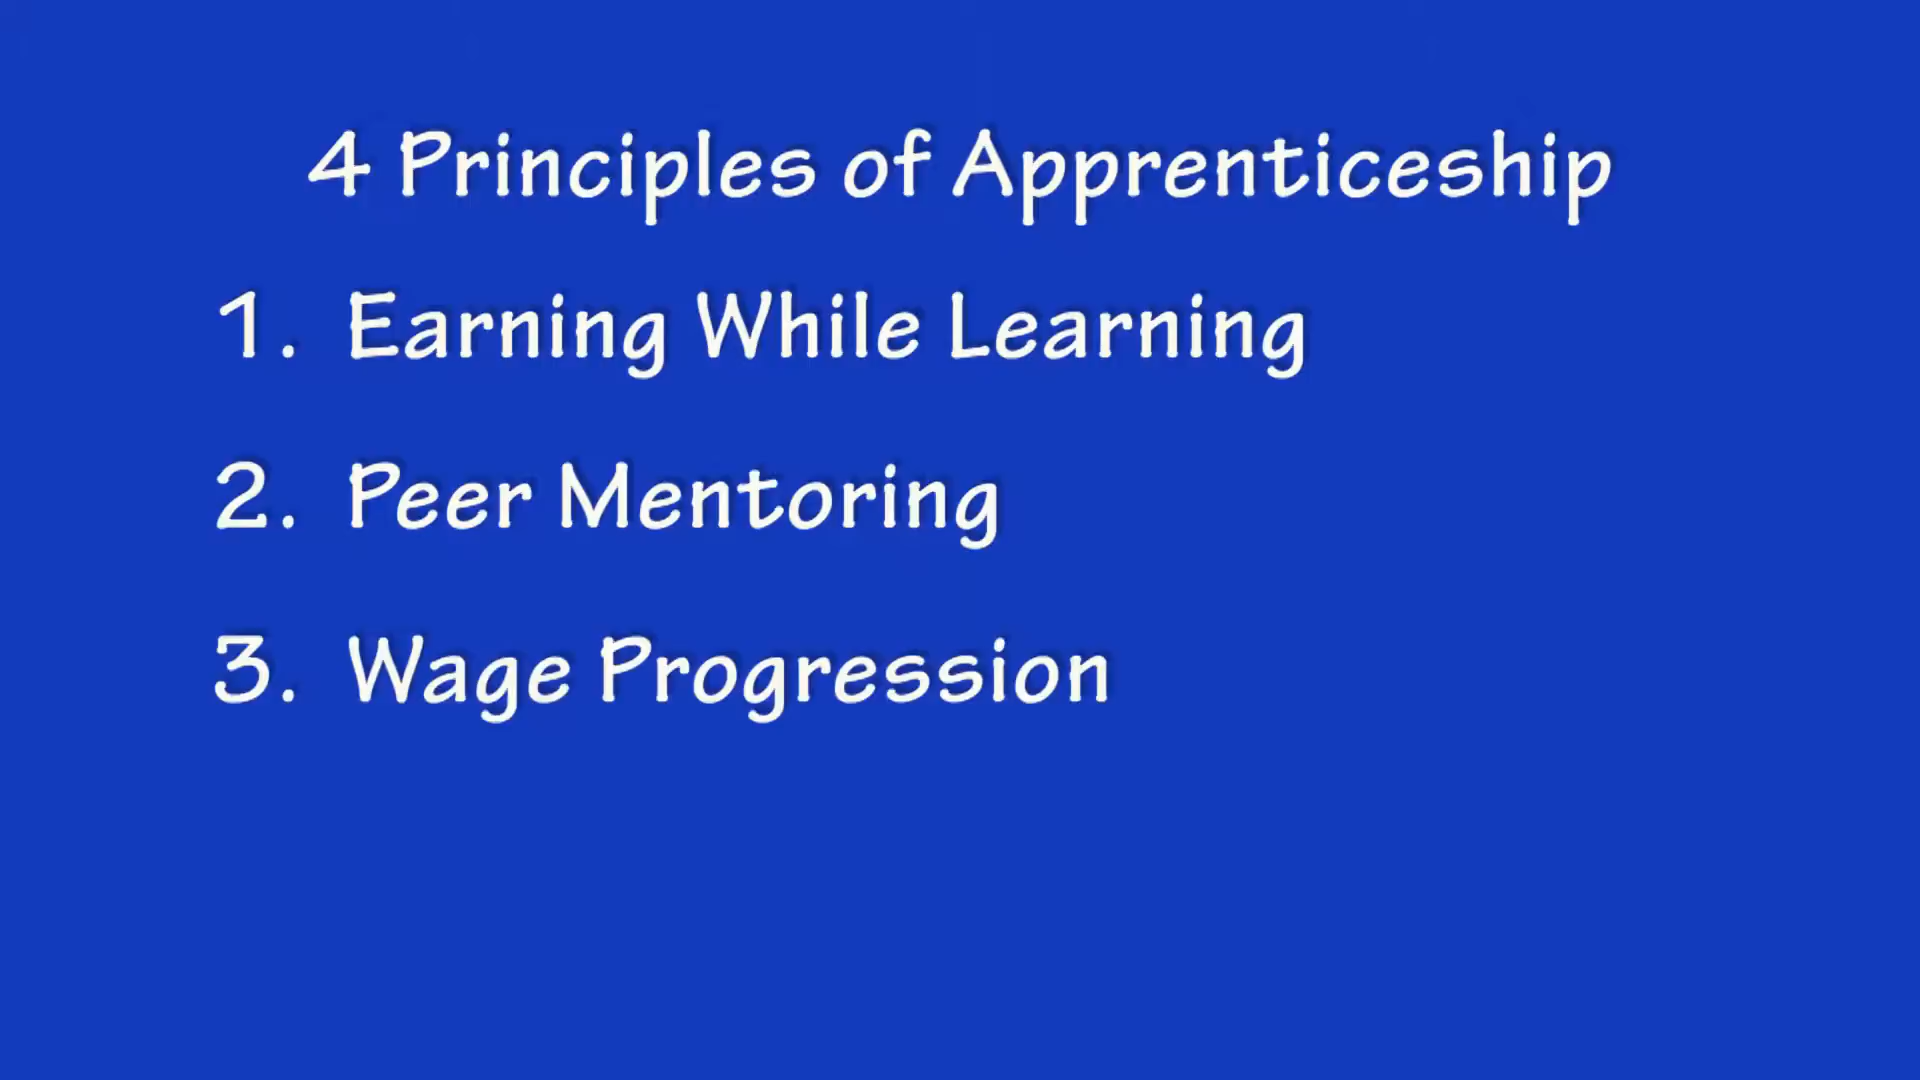 4 Principles of Apprenticeship
1. Earning While Learning
2. Peer Mentoring
3. Wage Progression